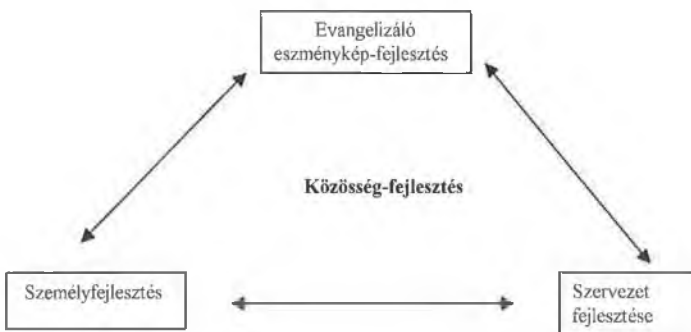 Evangelizáló
eszménykép-fejlesztés
Közösség-fejlesztés
Személyfejlesztés
Szervezet
fejlesztése